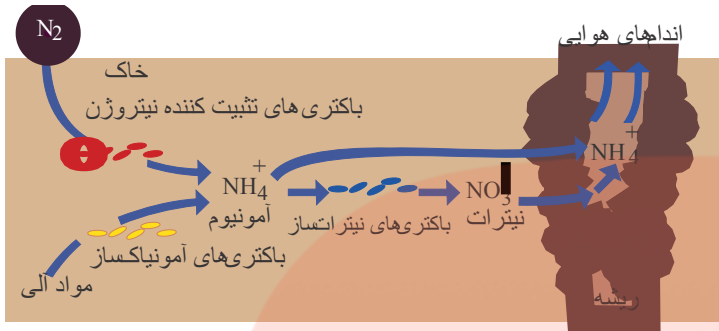 N2
اندام‌های هوایی
خاک
باکتری‌های تثبیت کننده نیتروژن
NH4+
NH4+
آمونیوم
NO3
نیترات
باکتری‌های نیترات‌ساز
باکتری‌های آمونیاک‌ساز
مواد آلی
ریشه